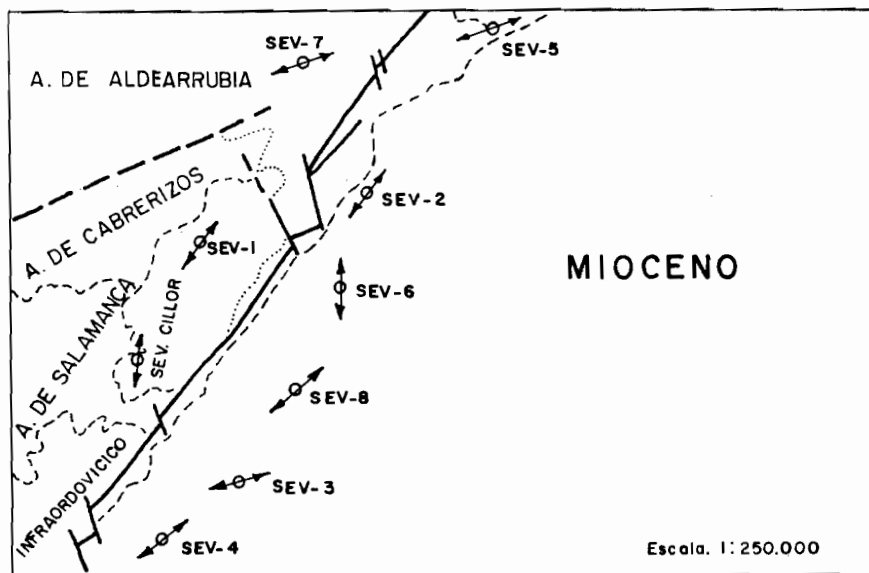 SEV-7
SEV-5
A. DE ALDEARRUBIA
A. DE CABRERIZOS
SEV-2
SEV-1
MIOCENO
SEV-6
SEV. CILLOR
A. DE SALAMANCA
SEV-8
INFRAORDOVICICO
SEV-3
SEV-4
Escala. 1:250.000